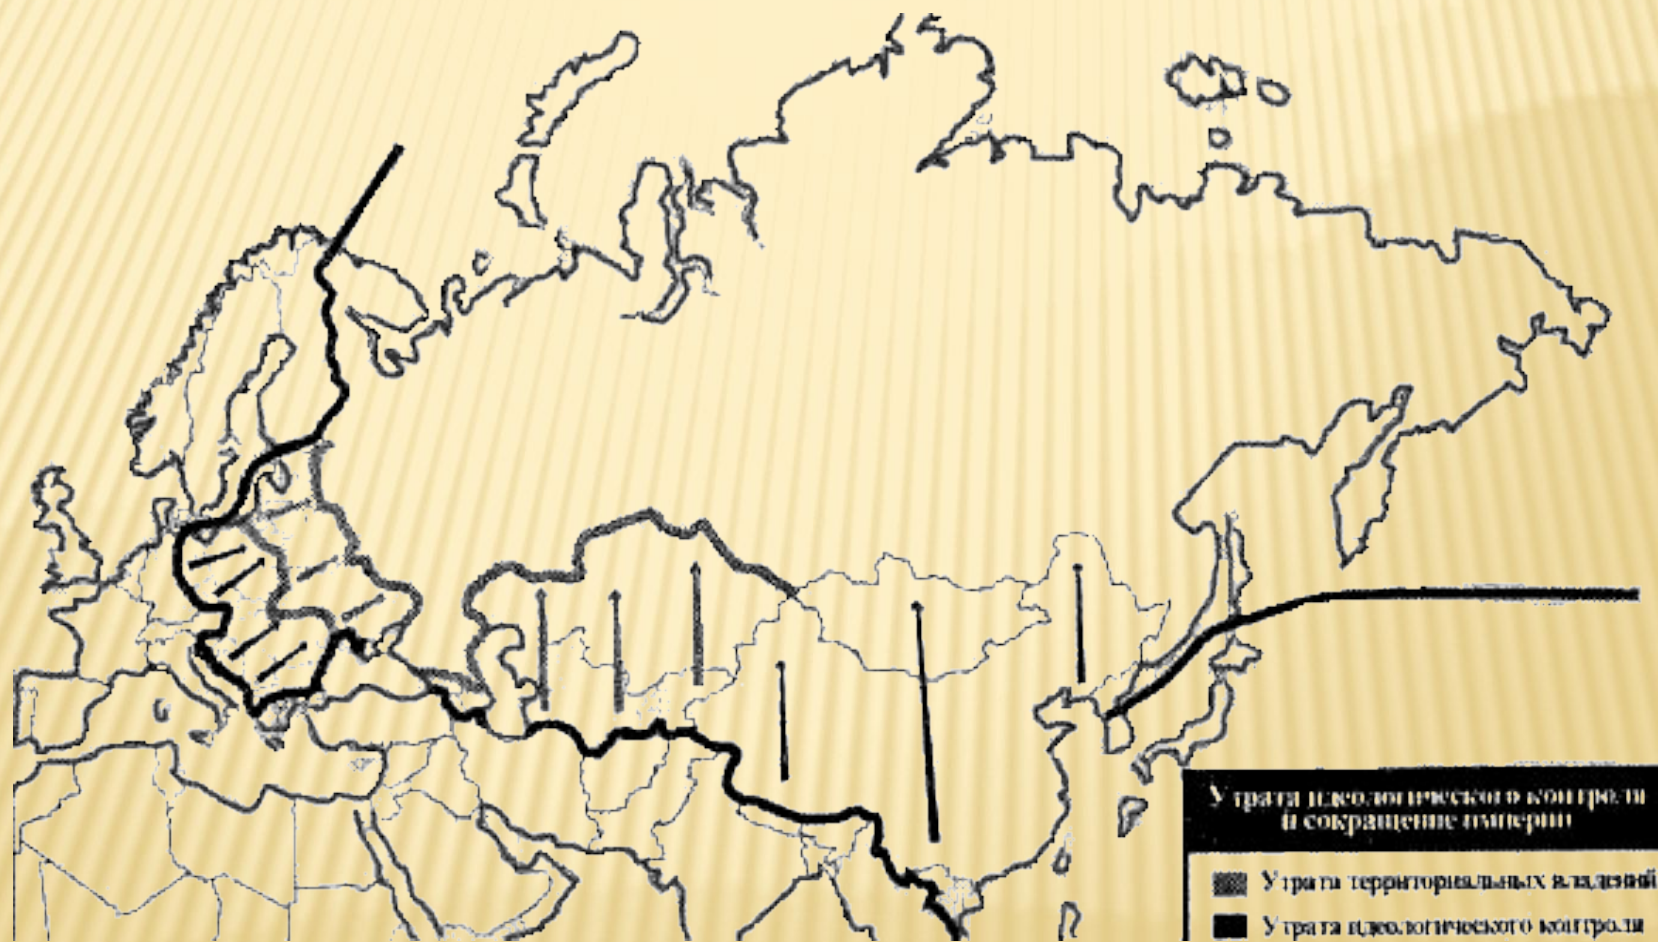 Утрата идеологического контроля
и сокращение империи
Утрата территориальных владений
Утрата идеологического контроля